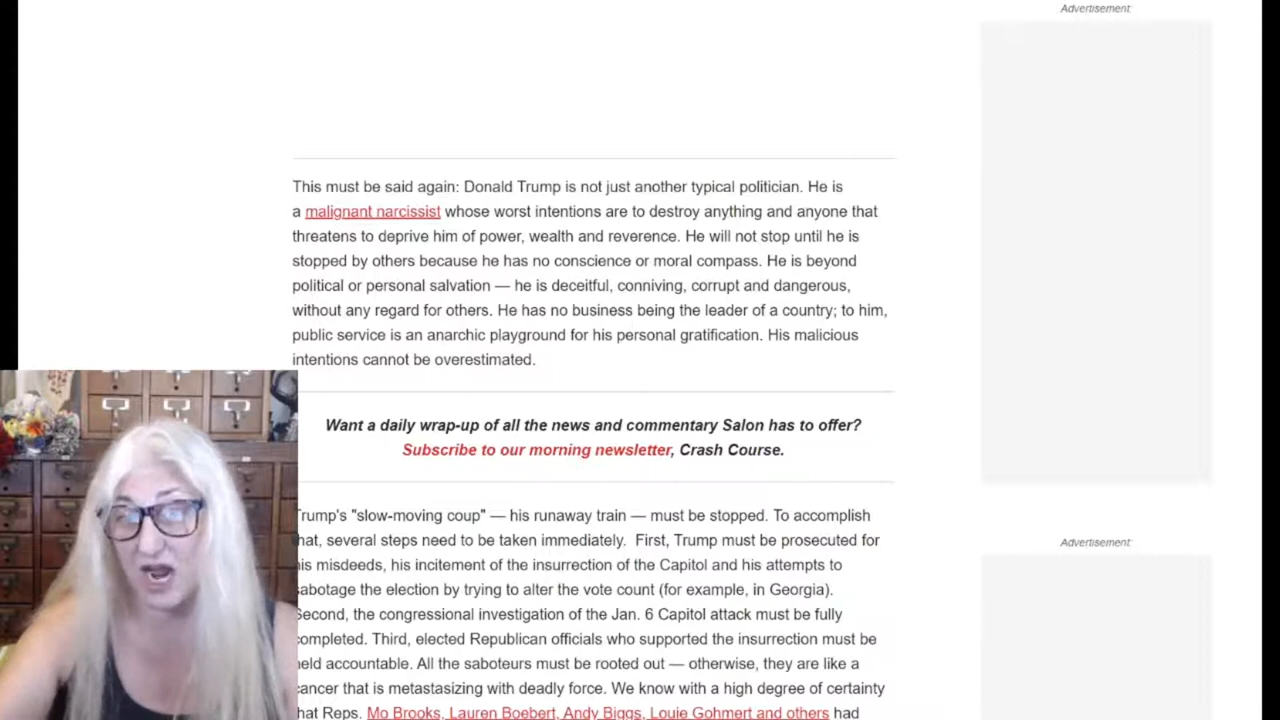 Advertisement:
This must be said again: Donald Trump is not just another typical politician. He is
a malignant narcissist whose worst intentions are to destroy anything and anyone that
threatens to deprive him of power, wealth and reverence. He will not stop until he is
stopped by others because he has no conscience or moral compass. He is beyond
political or personal salvation — he is deceitful, conniving, corrupt and dangerous,
without any regard for others. He has no business being the leader of a country; to him,
public service is an anarchic playground for his personal gratification. His malicious
intentions cannot be overestimated.
Want a daily wrap-up of all the news and commentary Salon has to offer?
Subscribe to our morning newsletter, Crash Course.
Trump's "slow-moving coup" — his runaway train — must be stopped. To accomplish
that, several steps need to be taken immediately. First, Trump must be prosecuted for
his misdeeds, his incitement of the insurrection of the Capitol and his attempts to
sabotage the election by trying to alter the vote count (for example, in Georgia).
Second, the congressional investigation of the Jan. 6 Capitol attack must be fully
completed. Third, elected Republican officials who supported the insurrection must be
held accountable. All the saboteurs must be rooted out — otherwise, they are like a
cancer that is metastasizing with deadly force. We know with a high degree of certainty
that Reps. Mo Brooks, Lauren Boebert, Andy Biggs, Louie Gohmert and others had
Advertisement: